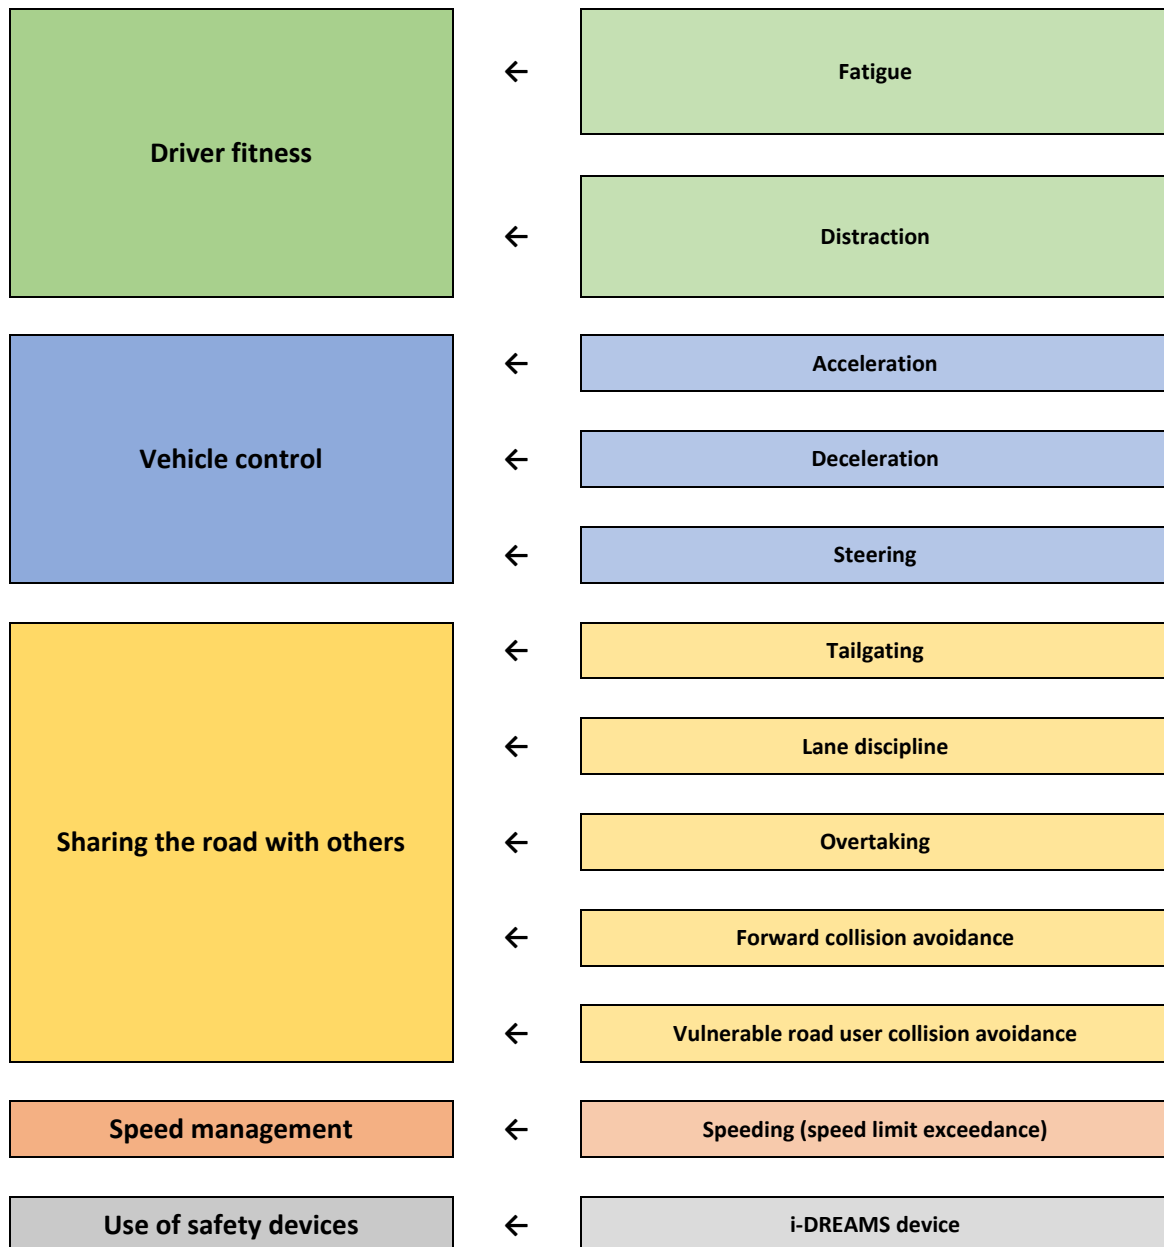 Driver fitness
←
Fatigue
←
Distraction
Vehicle control
←
Acceleration
←
Deceleration
←
Steering
Sharing the road with others
←
Tailgating
←
Lane discipline
←
Overtaking
←
Forward collision avoidance
←
Vulnerable road user collision avoidance
Speed management
←
Speeding (speed limit exceedance)
Use of safety devices
←
i-DREAMS device